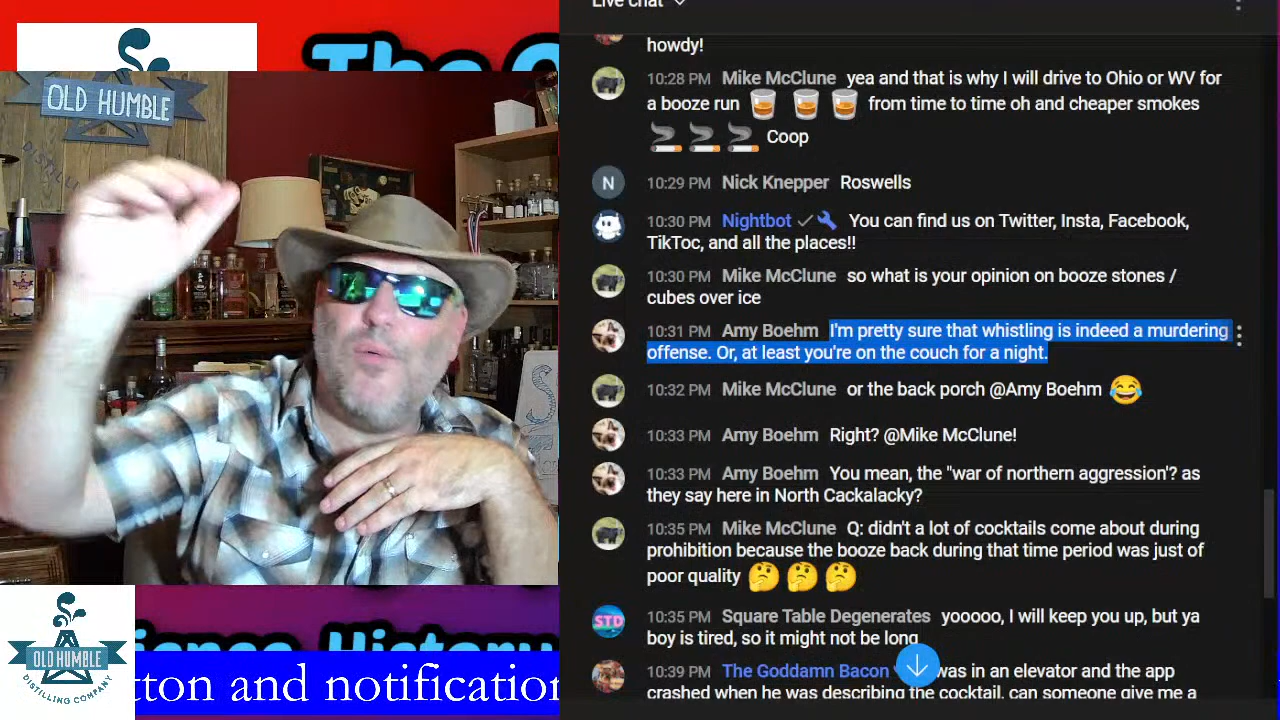 The
OLD HUMBLE
Live chat
howdy!
10:28 PM Mike McClune yea and that is why I will drive to Ohio or WV for
a booze run 🥃 🥃 🥃 from time to time oh and cheaper smokes
🚬 🚬 🚬 Coop
N 10:29 PM Nick Knepper Roswells
10:30 PM Nightbot You can find us on Twitter, Insta, Facebook,
TikToc, and all the places!!
10:30 PM Mike McClune so what is your opinion on booze stones /
cubes over ice
10:31 PM Amy Boehm I'm pretty sure that whistling is indeed a murdering
offense. Or, at least you're on the couch for a night.
10:32 PM Mike McClune or the back porch @Amy Boehm 😂
10:33 PM Amy Boehm Right? @Mike McClune!
10:33 PM Amy Boehm You mean, the "war of northern aggression'? as
they say here in North Cackalacky?
10:35 PM Mike McClune Q: didn't a lot of cocktails come about during
prohibition because the booze back during that time period was just of
poor quality 🤔 🤔 🤔
STD 10:35 PM Square Table Degenerates yooooo, I will keep you up, but ya
boy is tired, so it might not be long
10:39 PM The Goddamn Bacon was in an elevator and the app
crashed when he was describing the cocktail, can someone give me a
History
OLD HUMBLE
DISTILLING COMPANY
tton and notification